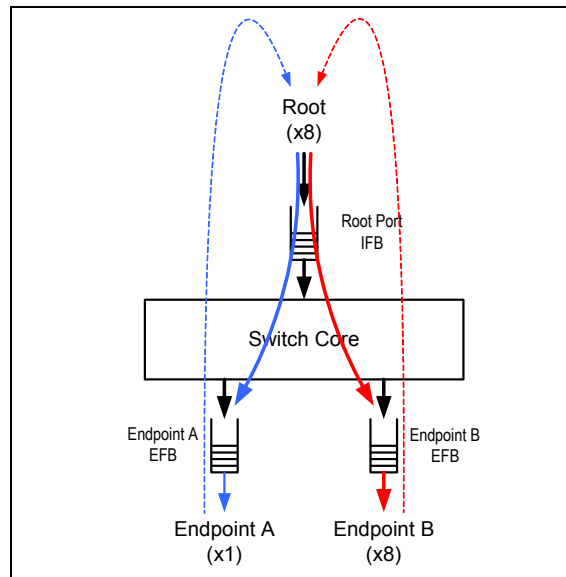 Root
(x8)
Root Port
IFB
Switch Core
Endpoint A
EFB
Endpoint B
EFB
Endpoint A
(x1)
Endpoint B
(x8)